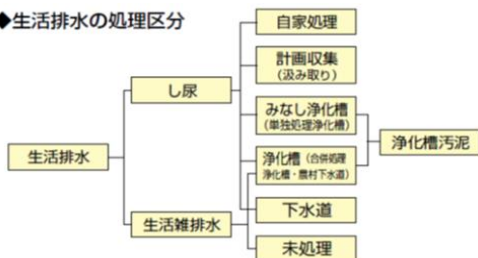 ◆生活排水の処理区分
自家処理
計画収集
(汲み取り)
し尿
みなし浄化槽
(単独処理浄化槽)
浄化槽汚泥
生活排水
浄化槽(合併処理
浄化槽・農村下水道)
下水道
生活雑排水
未処理